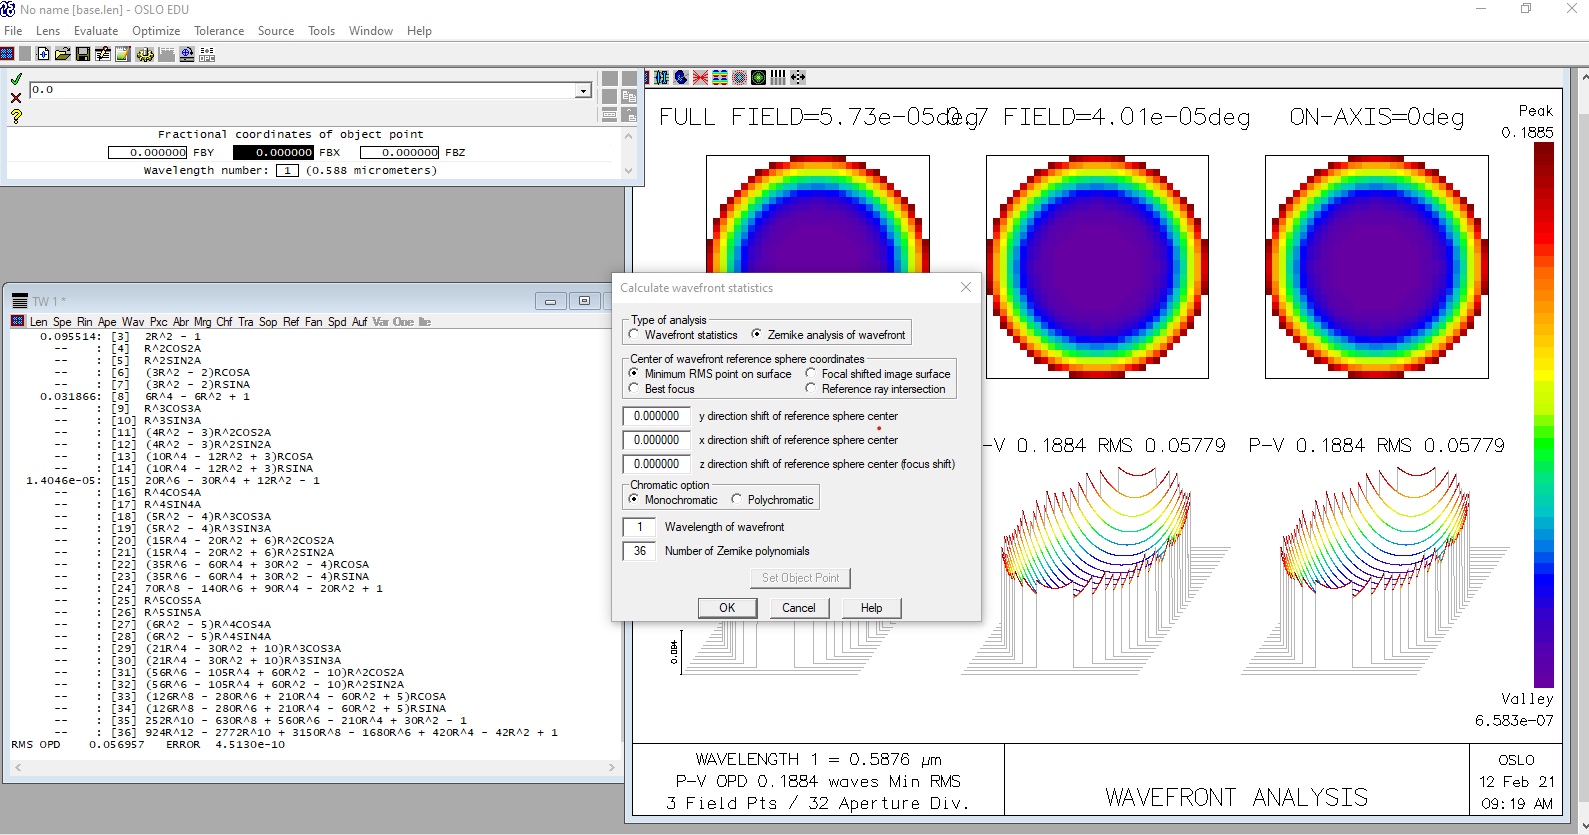 No name [base.len] - OSLO EDU
File Lens Evaluate Optimize Tolerance Source Tools Window Help
0.0
Fractional coordinates of object point
0.000000 FBY 0.000000 FBX 0.000000 FBZ
Wavelength number: 1 (0.588 micrometers)
TW 1 *
Len Spe Rin Ape Wav Pxc Abr Mrg Chf Tra Sop Ref Fan Spd Auf Var One Ite
0.095514: [3] 2R^2 - 1
-- : [4] R^2COS2A
-- : [5] R^2SIN2A
-- : [6] (3R^2 - 2)RCOSA
-- : [7] (3R^2 - 2)RSINA
0.031866: [8] 6R^4 - 6R^2 + 1
-- : [9] R^3COS3A
-- : [10] R^3SIN3A
-- : [11] (4R^2 - 3)R^2COS2A
-- : [12] (4R^2 - 3)R^2SIN2A
-- : [13] (10R^4 - 12R^2 + 3)RCOSA
-- : [14] (10R^4 - 12R^2 + 3)RSINA
1.4046e-05: [15] 20R^6 - 30R^4 + 12R^2 - 1
-- : [16] R^4COS4A
-- : [17] R^4SIN4A
-- : [18] (5R^2 - 4)R^3COS3A
-- : [19] (5R^2 - 4)R^3SIN3A
-- : [20] (15R^4 - 20R^2 + 6)R^2COS2A
-- : [21] (15R^4 - 20R^2 + 6)R^2SIN2A
-- : [22] (35R^6 - 60R^4 + 30R^2 - 4)RCOSA
-- : [23] (35R^6 - 60R^4 + 30R^2 - 4)RSINA
-- : [24] 70R^8 - 140R^6 + 90R^4 - 20R^2 + 1
-- : [25] R^5COS5A
-- : [26] R^5SIN5A
-- : [27] (6R^2 - 5)R^4COS4A
-- : [28] (6R^2 - 5)R^4SIN4A
-- : [29] (21R^4 - 30R^2 + 10)R^3COS3A
-- : [30] (21R^4 - 30R^2 + 10)R^3SIN3A
-- : [31] (56R^6 - 105R^4 + 60R^2 - 10)R^2COS2A
-- : [32] (56R^6 - 105R^4 + 60R^2 - 10)R^2SIN2A
-- : [33] (126R^8 - 280R^6 + 210R^4 - 60R^2 + 5)RCOSA
-- : [34] (126R^8 - 280R^6 + 210R^4 - 60R^2 + 5)RSINA
-- : [35] 252R^10 - 630R^8 + 560R^6 - 210R^4 + 30R^2 - 1
-- : [36] 924R^12 - 2772R^10 + 3150R^8 - 1680R^6 + 420R^4 - 42R^2 + 1
RMS OPD 0.056957 ERROR 4.5130e-10
Calculate wavefront statistics
Type of analysis
Wavefront statistics Zernike analysis of wavefront
Center of wavefront reference sphere coordinates
Minimum RMS point on surface Focal shifted image surface
Best focus Reference ray intersection
0.000000 y direction shift of reference sphere center
0.000000 x direction shift of reference sphere center
0.000000 z direction shift of reference sphere center (focus shift)
Chromatic option
Monochromatic Polychromatic
1 Wavelength of wavefront
36 Number of Zernike polynomials
Set Object Point
OK Cancel Help
FULL FIELD=5.73e-05deg 0.7 FIELD=4.01e-05deg ON-AXIS=0deg
Peak
0.1885
-V 0.1884 RMS 0.05779 P-V 0.1884 RMS 0.05779
0.094
Valley
6.583e-07
WAVELENGTH 1 = 0.5876 µm
P-V OPD 0.1884 waves Min RMS
3 Field Pts / 32 Aperture Div.
WAVEFRONT ANALYSIS
OSLO
12 Feb 21
09:19 AM